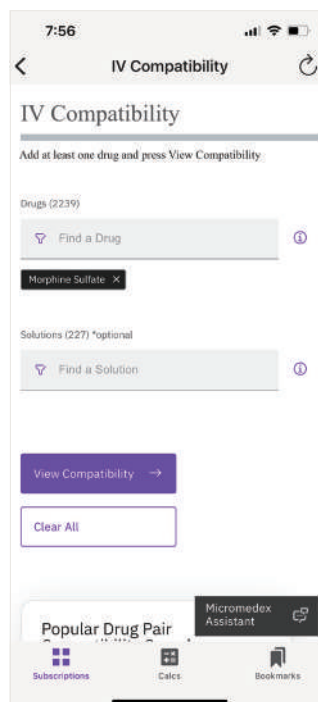 7:56
IV Compatibility
IV Compatibility
Add at least one drug and press View Compatibility
Drugs (2239)
Find a Drug
Morphine Sulfate ×
Solutions (227) *optional
Find a Solution
View Compatibility →
Clear All
Micromedex
Assistant
Popular Drug Pair
Subscriptions
Calcs
Bookmarks